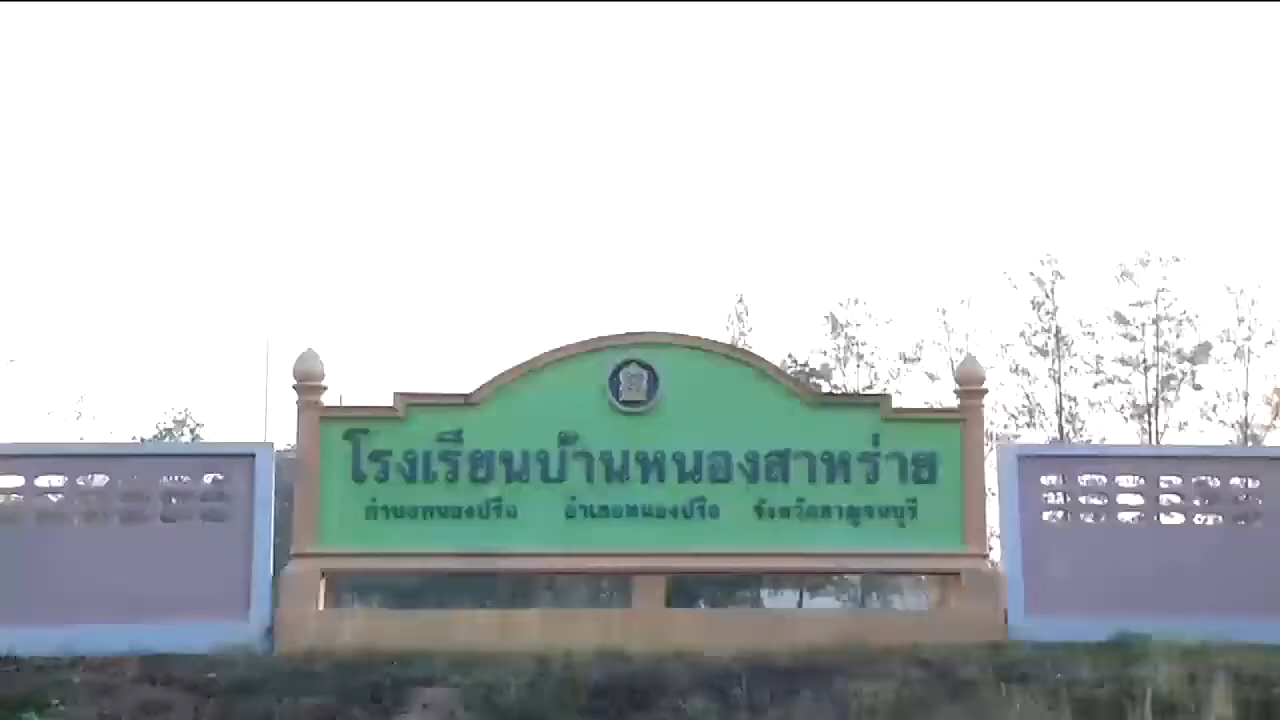 โรงเรียนบ้านหนองสาหร่าย
ตำบลหนองปรือ อำเภอหนองปรือ จังหวัดกาญจนบุรี